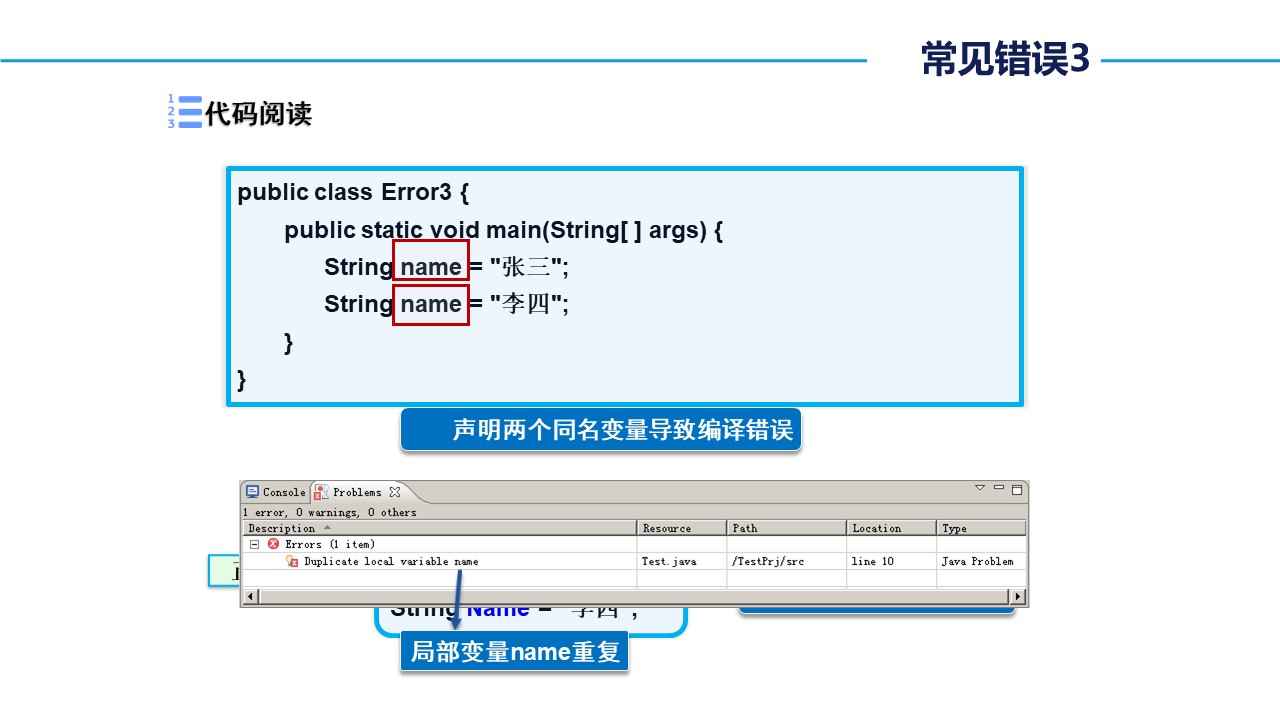 常见错误3
1
2
3
代码阅读
public class Error3 {
public static void main(String[ ] args) {
String name = "张三";
String name = "李四";
}
}
声明两个同名变量导致编译错误
Console Problems
1 error, 0 warnings, 0 others
Description Resource Path Location Type
Errors (1 item)
Duplicate local variable name Test.java /TestPrj/src line 10 Java Problem
String Name = "李四";
局部变量name重复